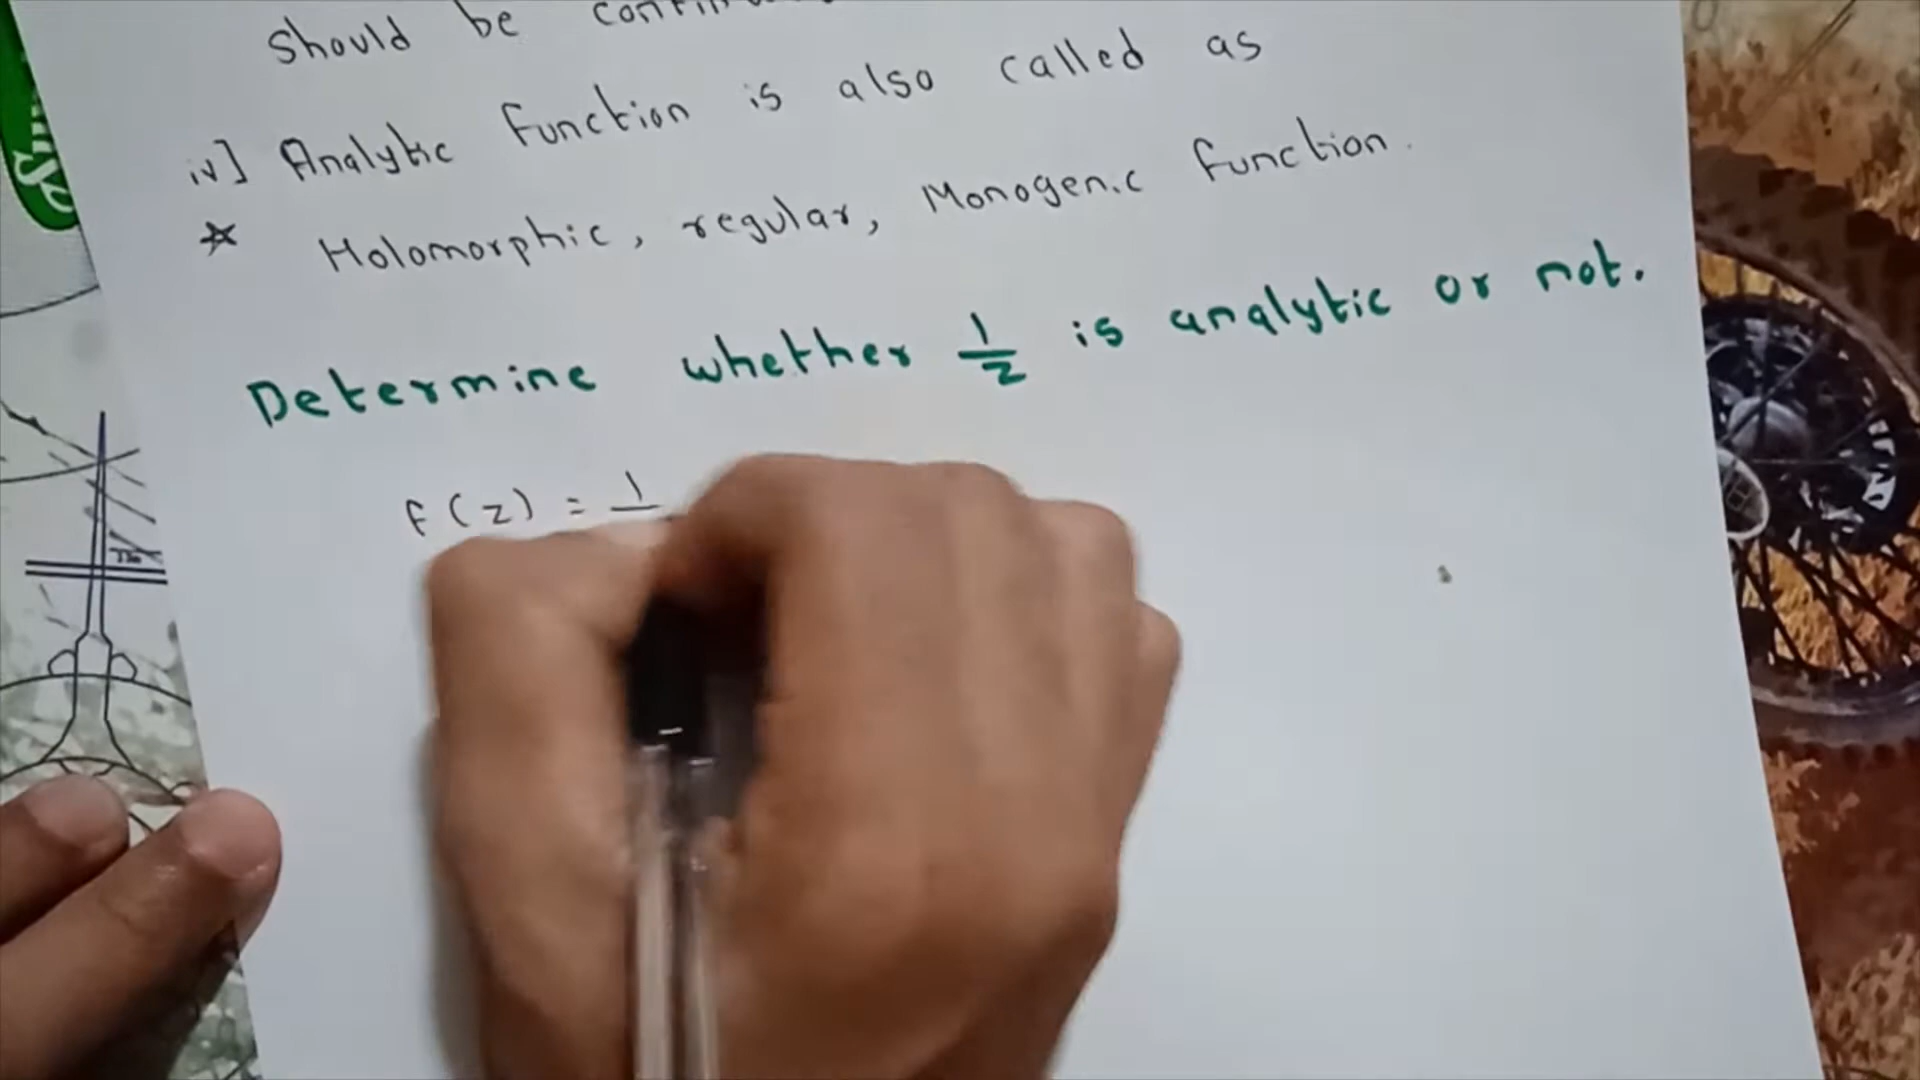 should be
iv] Analytic function is also called as
☆ Holomorphic, regular, Monogenic function.
Determine whether 1/z is analytic or not.
f(z) = 1